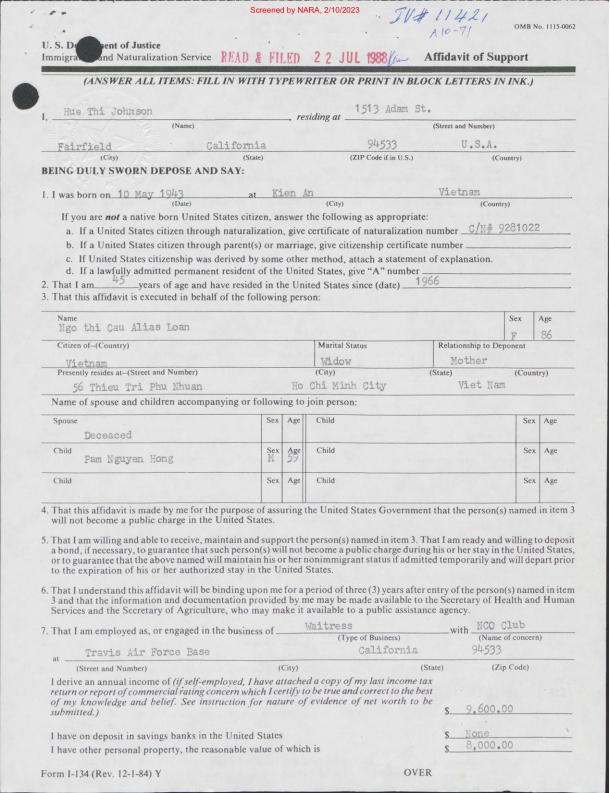 Screened by NARA, 2/10/2023
IV# 11421
A10-71
OMB No. 1115-0062
U. S. D ent of Justice
Immigra and Naturalization Service READ & FILED 22 JUL 1988 Affidavit of Support
(ANSWER ALL ITEMS: FILL IN WITH TYPEWRITER OR PRINT IN BLOCK LETTERS IN INK.)
I, Hue Thi Johnson residing at 1513 Adam St.
(Name) (Street and Number)
Fairfield California 94533 U.S.A.
(City) (State) (ZIP Code if in U.S.) (Country)
BEING DULY SWORN DEPOSE AND SAY:
1. I was born on 10 May 1943 at Kien An Vietnam
(Date) (City) (Country)
If you are not a native born United States citizen, answer the following as appropriate:
a. If a United States citizen through naturalization, give certificate of naturalization number C/N# 9281022
b. If a United States citizen through parent(s) or marriage, give citizenship certificate number
c. If United States citizenship was derived by some other method, attach a statement of explanation.
d. If a lawfully admitted permanent resident of the United States, give "A" number
2. That I am 45 years of age and have resided in the United States since (date) 1966
3. That this affidavit is executed in behalf of the following person:
Name Sex Age
Ngo thi Cau Alias Loan F 86
Citizen of--(Country) Marital Status Relationship to Deponent
Vietnam Widow Mother
Presently resides at--(Street and Number) (City) (State) (Country)
56 Thieu Tri Phu Nhuan Ho Chi Minh City Viet Nam
Name of spouse and children accompanying or following to join person:
Spouse Sex Age Child Sex Age
Deceaced
Child Sex Age Child Sex Age
Pam Nguyen Hong M 59
Child Sex Age Child Sex Age
4. That this affidavit is made by me for the purpose of assuring the United States Government that the person(s) named in item 3
will not become a public charge in the United States.
5. That I am willing and able to receive, maintain and support the person(s) named in item 3. That I am ready and willing to deposit
a bond, if necessary, to guarantee that such person(s) will not become a public charge during his or her stay in the United States,
or to guarantee that the above named will maintain his or her nonimmigrant status if admitted temporarily and will depart prior
to the expiration of his or her authorized stay in the United States.
6. That I understand this affidavit will be binding upon me for a period of three (3) years after entry of the person(s) named in item
3 and that the information and documentation provided by me may be made available to the Secretary of Health and Human
Services and the Secretary of Agriculture, who may make it available to a public assistance agency.
7. That I am employed as, or engaged in the business of Waitress with NCO Club
(Type of Business) (Name of concern)
at Travis Air Force Base California 94533
(Street and Number) (City) (State) (Zip Code)
I derive an annual income of (if self-employed, I have attached a copy of my last income tax
return or report of commercial rating concern which I certify to be true and correct to the best
of my knowledge and belief. See instruction for nature of evidence of net worth to be
submitted.) $ 9,600.00
I have on deposit in savings banks in the United States $ None
I have other personal property, the reasonable value of which is $ 8,000.00
Form I-134 (Rev. 12-1-84) Y OVER